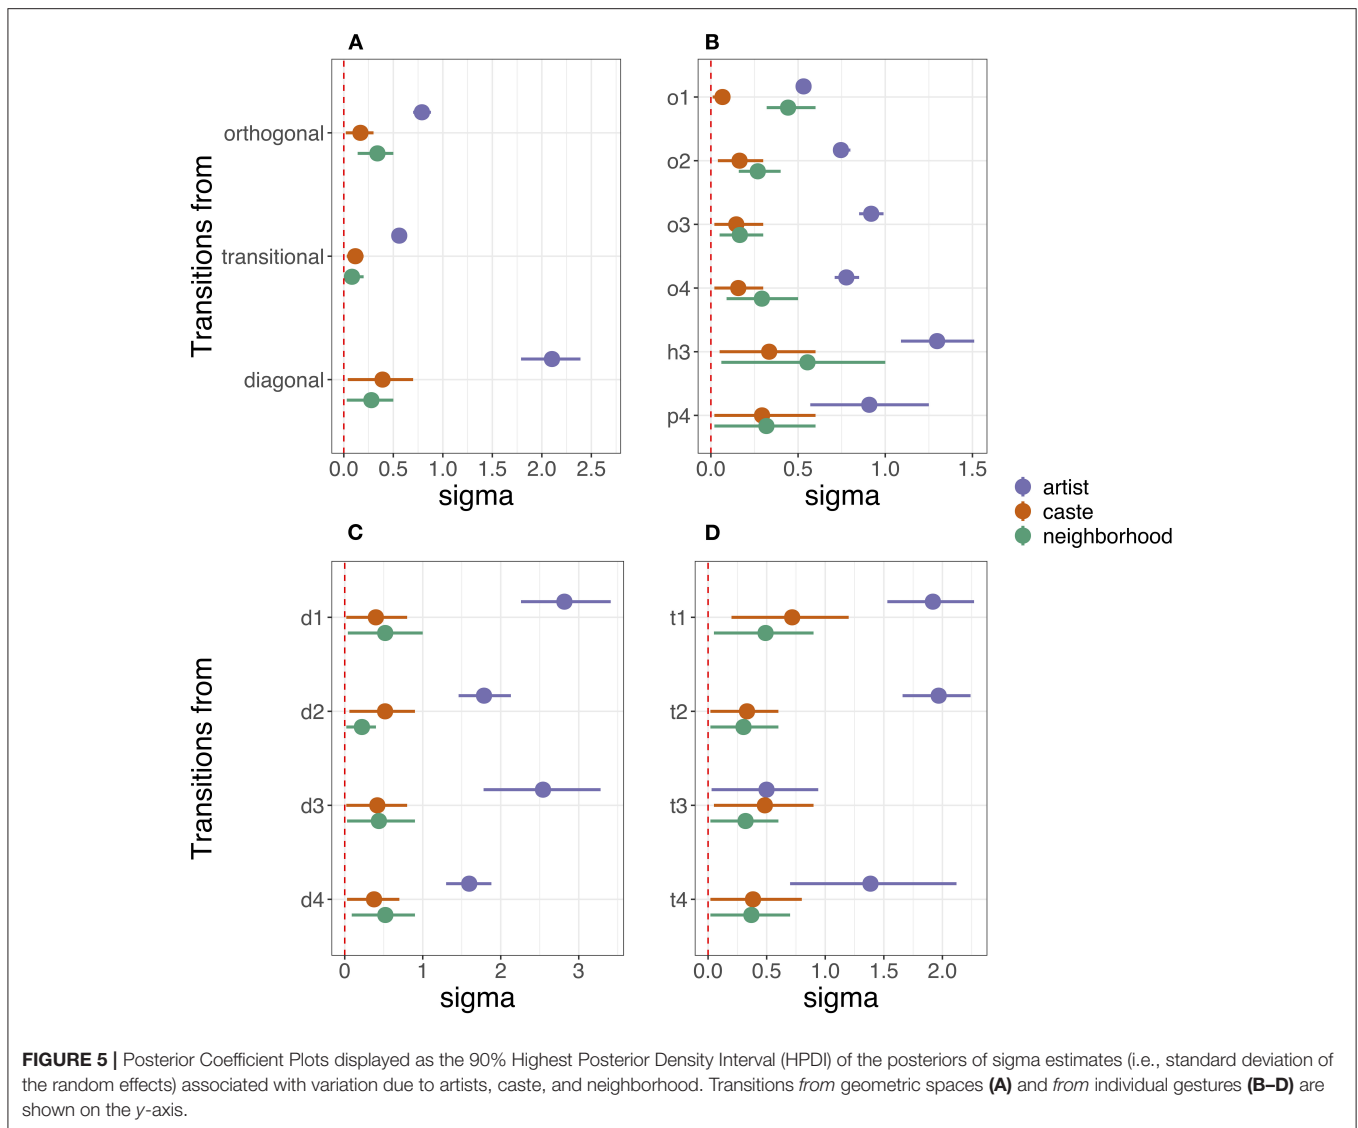 A
B
Transitions from
orthogonal
transitional
diagonal
0.0 0.5 1.0 1.5 2.0 2.5
sigma
o1
o2
o3
o4
h3
p4
0.0 0.5 1.0 1.5
sigma
artist
caste
neighborhood
C
D
Transitions from
d1
d2
d3
d4
0 1 2 3
sigma
t1
t2
t3
t4
0.0 0.5 1.0 1.5 2.0
sigma
FIGURE 5 | Posterior Coefficient Plots displayed as the 90% Highest Posterior Density Interval (HPDI) of the posteriors of sigma estimates (i.e., standard deviation of
the random effects) associated with variation due to artists, caste, and neighborhood. Transitions from geometric spaces (A) and from individual gestures (B–D) are
shown on the y-axis.